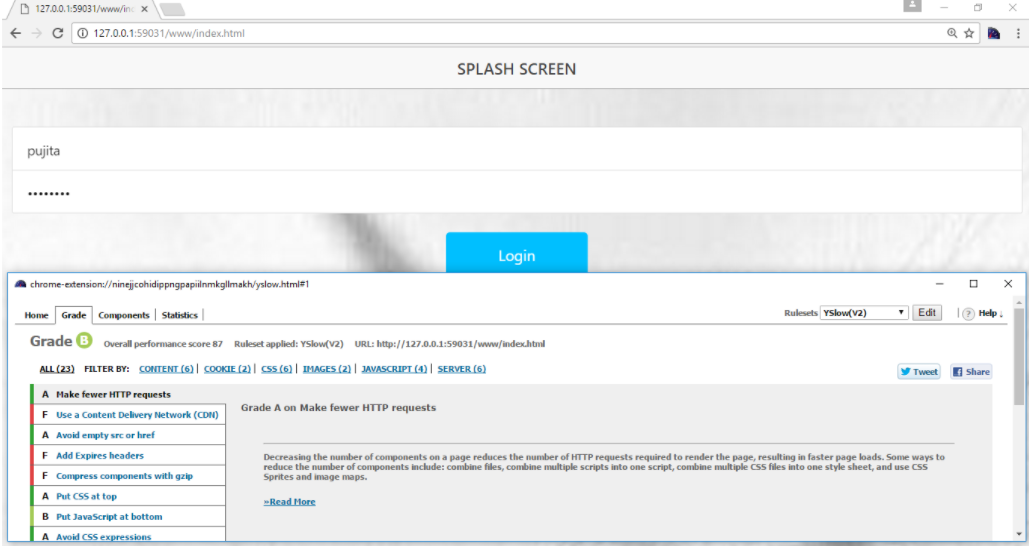 127.0.0.1:59031/www/in
127.0.0.1:59031/www/index.html
SPLASH SCREEN
pujita
••••••••
Login
chrome-extension://ninejjcohidippngpapiilnmkgllmakh/yslow.html#1
Home Grade Components Statistics Rulesets YSlow(V2) Edit ? Help ↓
Grade B Overall performance score 87 Ruleset applied: YSlow(V2) URL: http://127.0.0.1:59031/www/index.html
ALL (23) FILTER BY: CONTENT (6) COOKIE (2) CSS (6) IMAGES (2) JAVASCRIPT (4) SERVER (6) Tweet Share
A Make fewer HTTP requests
F Use a Content Delivery Network (CDN)
A Avoid empty src or href
F Add Expires headers
F Compress components with gzip
A Put CSS at top
B Put JavaScript at bottom
A Avoid CSS expressions
Grade A on Make fewer HTTP requests
Decreasing the number of components on a page reduces the number of HTTP requests required to render the page, resulting in faster page loads. Some ways to
reduce the number of components include: combine files, combine multiple scripts into one script, combine multiple CSS files into one style sheet, and use CSS
Sprites and image maps.
»Read More